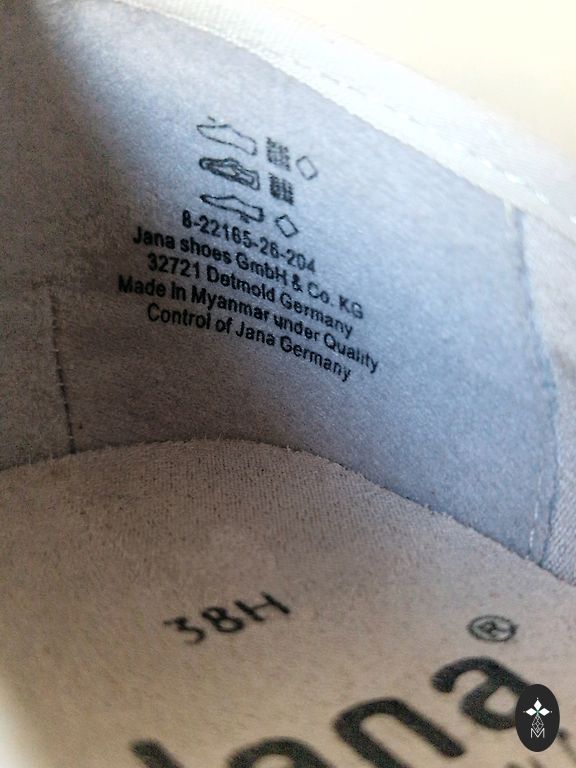 8-22165-26-204
Jana shoes GmbH & Co. KG
32721 Detmold Germany
Made in Myanmar under Quality
Control of Jana Germany
38H
Jana®
M